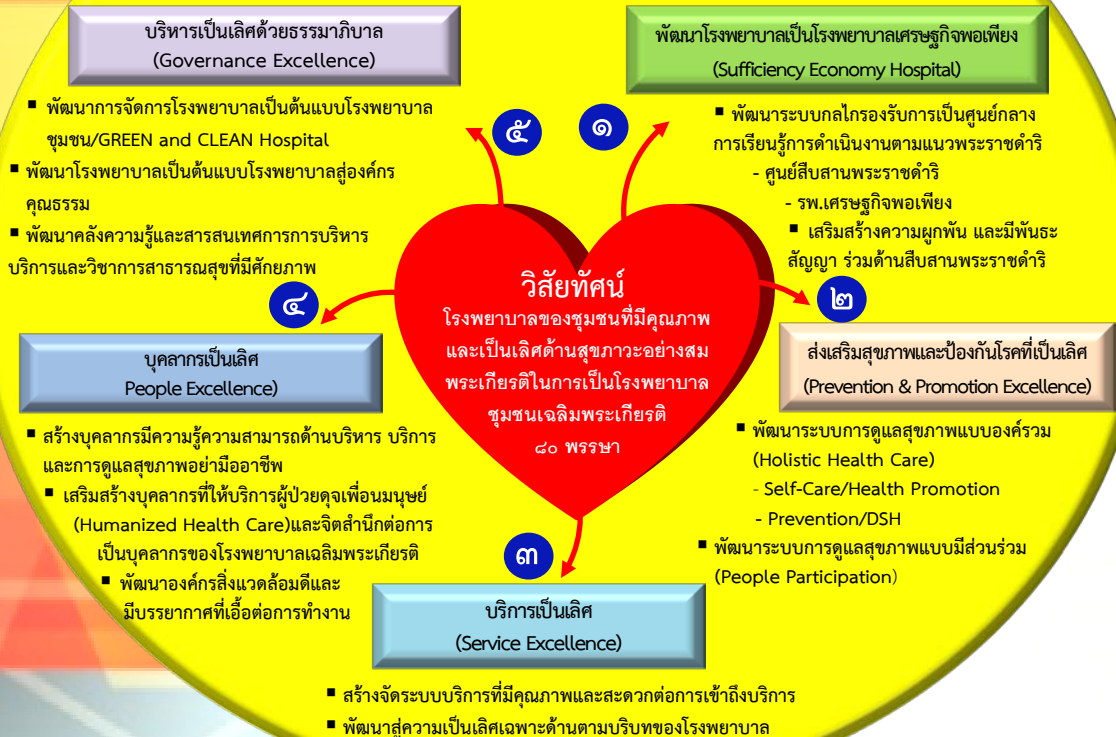 บริหารเป็นเลิศด้วยธรรมาภิบาล
(Governance Excellence)
▪ พัฒนาการจัดการโรงพยาบาลเป็นต้นแบบโรงพยาบาล
ชุมชน/GREEN and CLEAN Hospital
▪ พัฒนาโรงพยาบาลเป็นต้นแบบโรงพยาบาลสู่องค์กร
คุณธรรม
▪ พัฒนาคลังความรู้และสารสนเทศการการบริหาร
บริการและวิชาการสาธารณสุขที่มีศักยภาพ
๕
๑
พัฒนาโรงพยาบาลเป็นโรงพยาบาลเศรษฐกิจพอเพียง
(Sufficiency Economy Hospital)
▪ พัฒนาระบบกลไกรองรับการเป็นศูนย์กลาง
การเรียนรู้การดำเนินงานตามแนวพระราชดำริ
- ศูนย์สืบสานพระราชดำริ
- รพ.เศรษฐกิจพอเพียง
▪ เสริมสร้างความผูกพัน และมีพันธะ
สัญญา ร่วมด้านสืบสานพระราชดำริ
วิสัยทัศน์
โรงพยาบาลของชุมชนที่มีคุณภาพ
และเป็นเลิศด้านสุขภาวะอย่างสม
พระเกียรติในการเป็นโรงพยาบาล
ชุมชนเฉลิมพระเกียรติ
๘๐ พรรษา
๔
๒
บุคลากรเป็นเลิศ
People Excellence)
▪ สร้างบุคลากรมีความรู้ความสามารถด้านบริหาร บริการ
และการดูแลสุขภาพอย่ามืออาชีพ
▪ เสริมสร้างบุคลากรที่ให้บริการผู้ป่วยดุจเพื่อนมนุษย์
(Humanized Health Care)และจิตสำนึกต่อการ
เป็นบุคลากรของโรงพยาบาลเฉลิมพระเกียรติ
▪ พัฒนาองค์กรสิ่งแวดล้อมดีและ
มีบรรยากาศที่เอื้อต่อการทำงาน
ส่งเสริมสุขภาพและป้องกันโรคที่เป็นเลิศ
(Prevention & Promotion Excellence)
▪ พัฒนาระบบการดูแลสุขภาพแบบองค์รวม
(Holistic Health Care)
- Self-Care/Health Promotion
- Prevention/DSH
▪ พัฒนาระบบการดูแลสุขภาพแบบมีส่วนร่วม
(People Participation)
๓
บริการเป็นเลิศ
(Service Excellence)
▪ สร้างจัดระบบบริการที่มีคุณภาพและสะดวกต่อการเข้าถึงบริการ
▪ พัฒนาสู่ความเป็นเลิศเฉพาะด้านตามบริบทของโรงพยาบาล